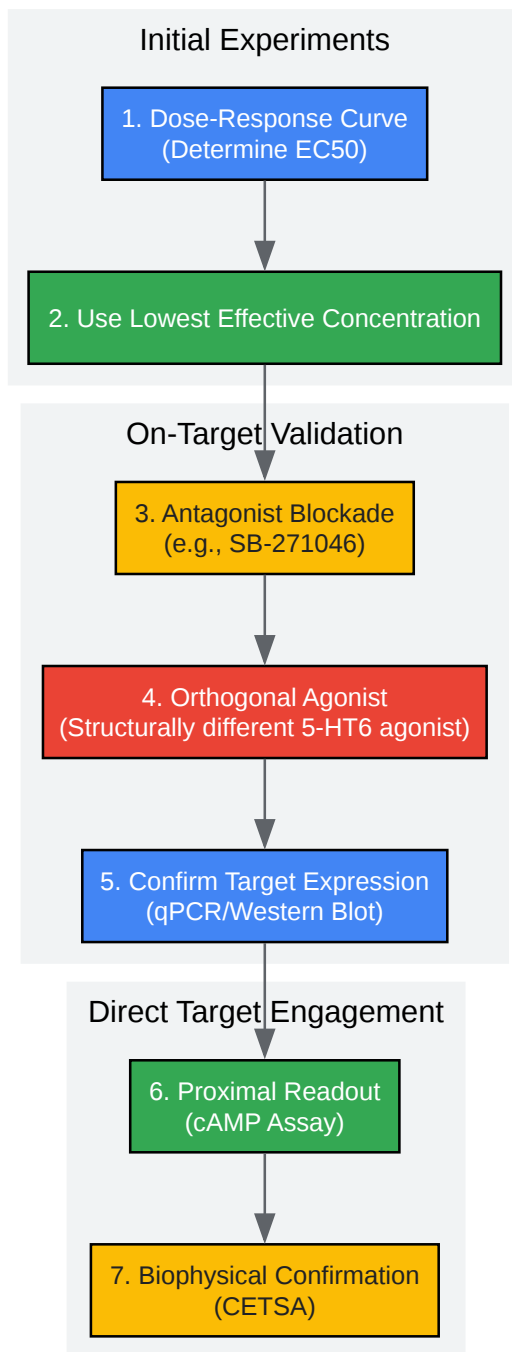 Initial Experiments
1. Dose-Response Curve
(Determine EC50)
2. Use Lowest Effective Concentration
On-Target Validation
3. Antagonist Blockade
(e.g., SB-271046)
4. Orthogonal Agonist
(Structurally different 5-HT6 agonist)
5. Confirm Target Expression
(qPCR/Western Blot)
Direct Target Engagement
6. Proximal Readout
(cAMP Assay)
7. Biophysical Confirmation
(CETSA)